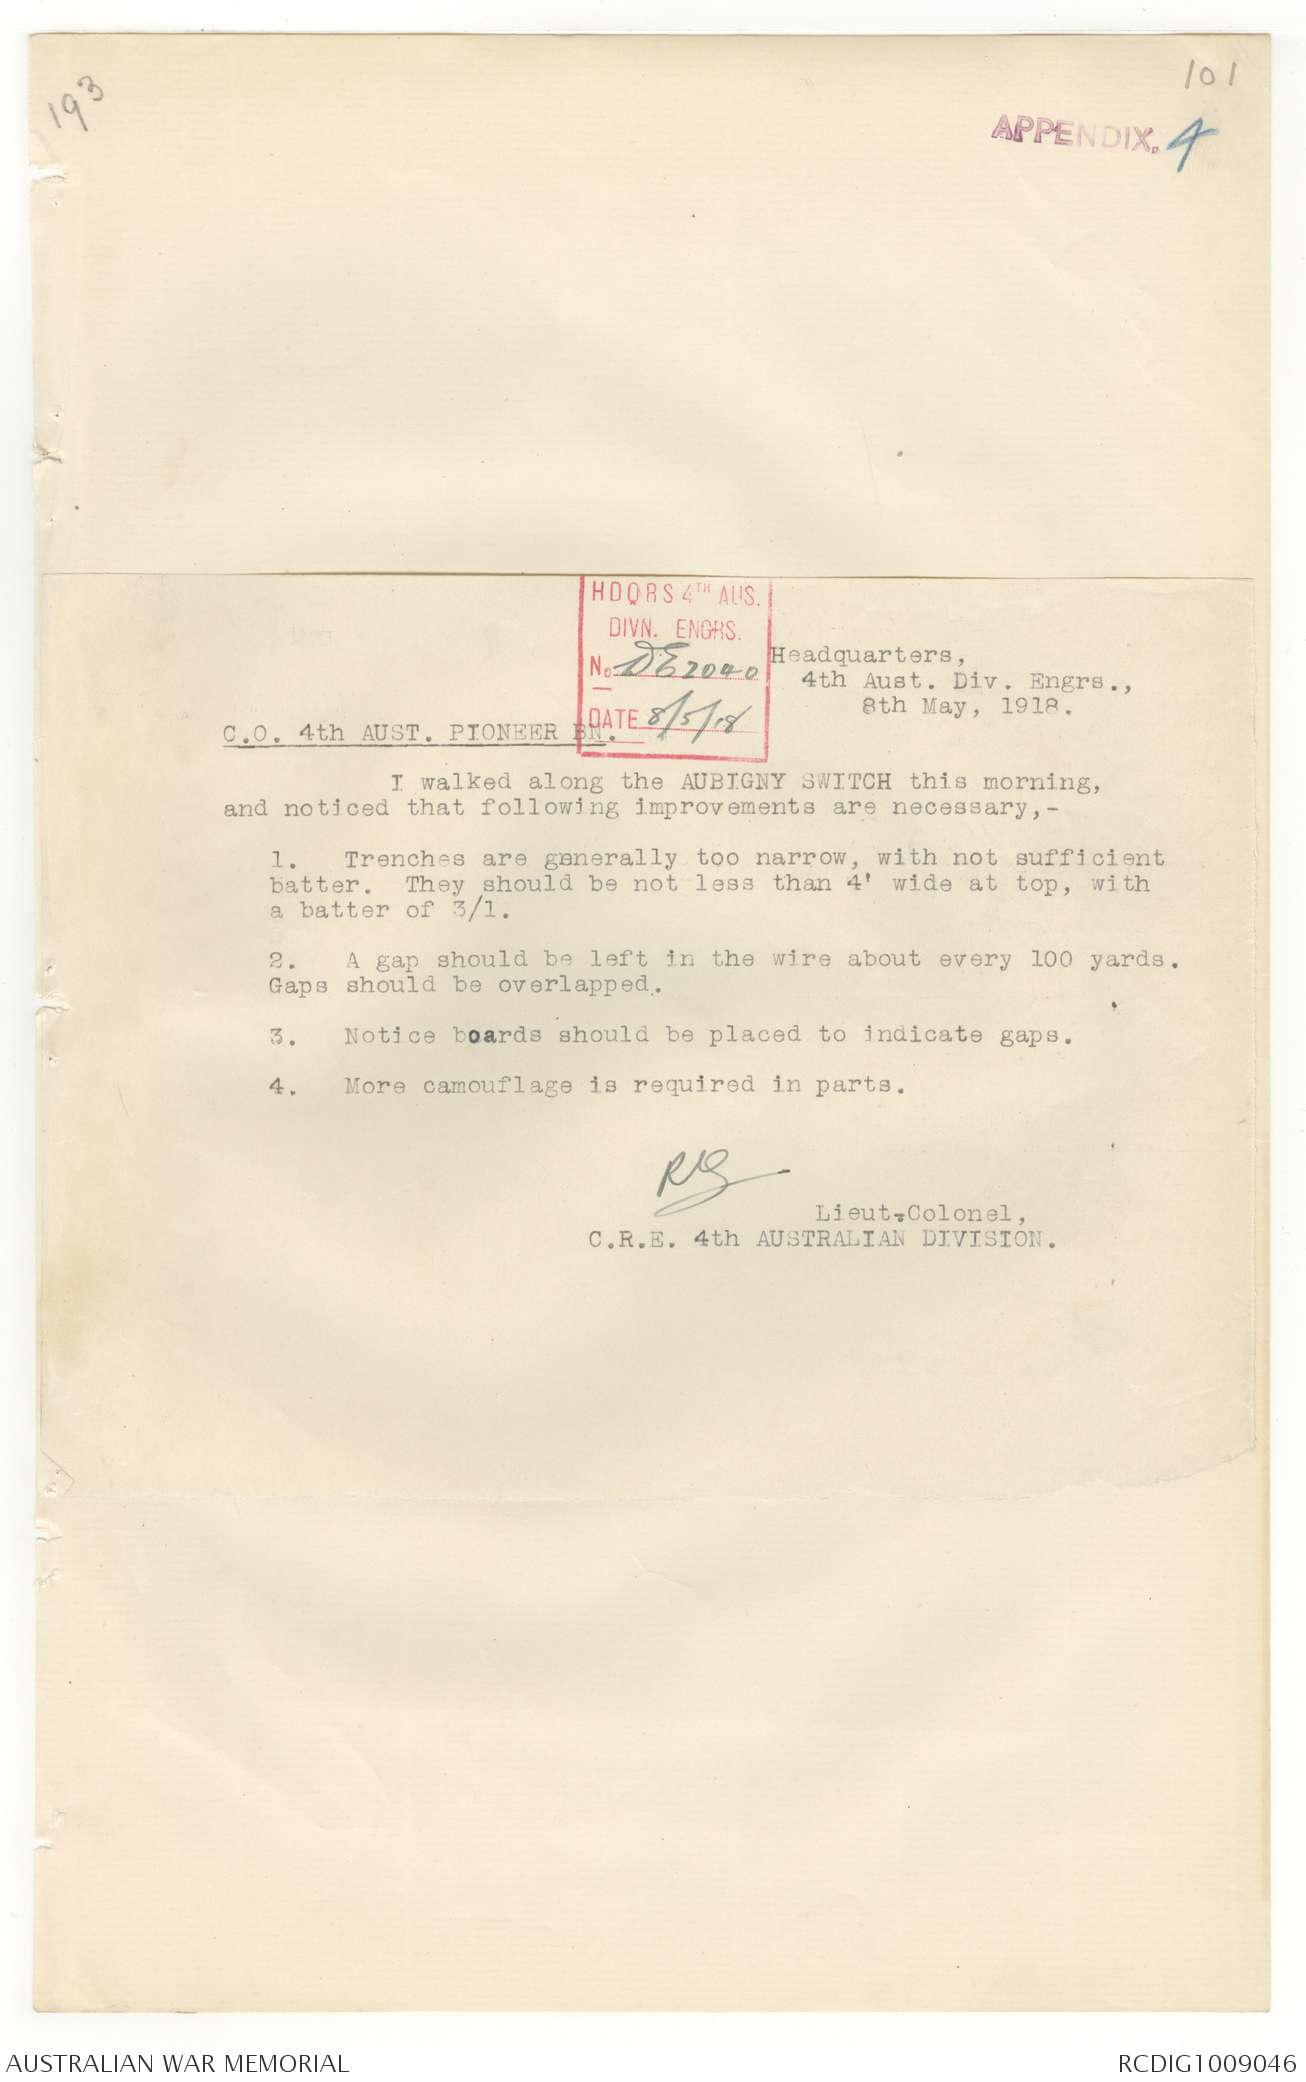 193
101
APPENDIX. 4
HDQRS 4TH AUS.
DIVN. ENGRS.
No DE2040
DATE 8/5/18
Headquarters,
4th Aust. Div. Engrs.,
8th May, 1918.
C.O. 4th AUST. PIONEER BN.
I walked along the AUBIGNY SWITCH this morning,
and noticed that following improvements are necessary,-
1. Trenches are generally too narrow, with not sufficient
batter. They should be not less than 4' wide at top, with
a batter of 3/1.
2. A gap should be left in the wire about every 100 yards.
Gaps should be overlapped.
3. Notice boards should be placed to indicate gaps.
4. More camouflage is required in parts.
Lieut-Colonel,
C.R.E. 4th AUSTRALIAN DIVISION.
AUSTRALIAN WAR MEMORIAL
RCDIG1009046